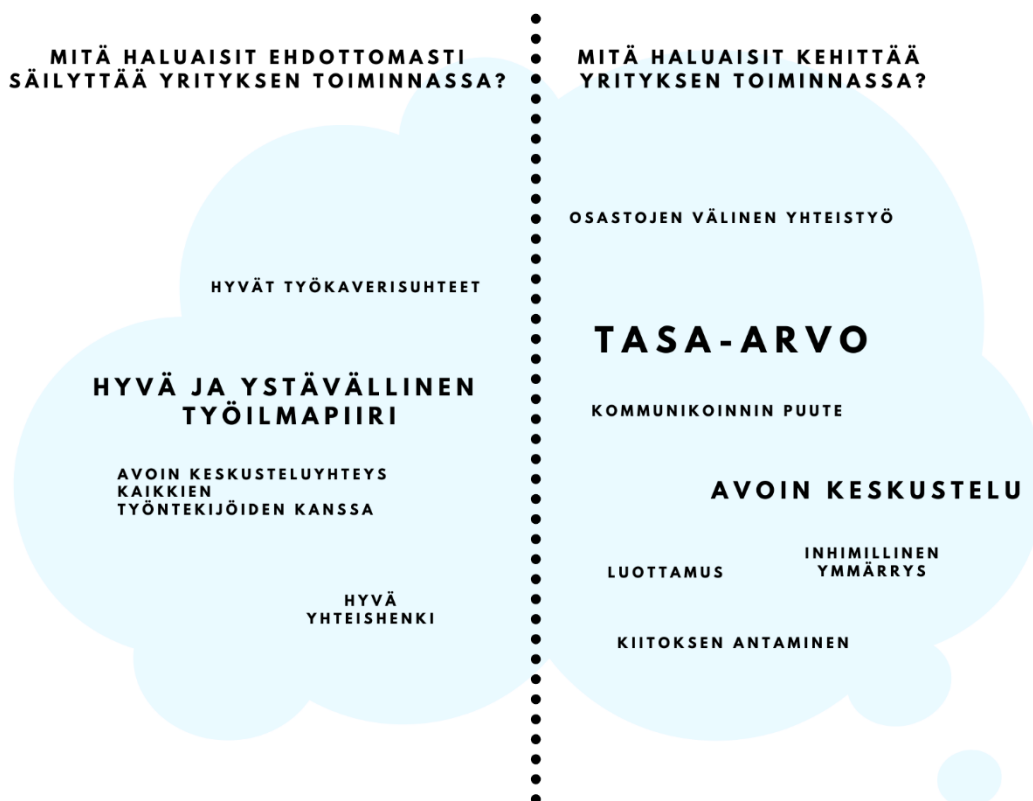 MITÄ HALUAISIT EHDOTTOMASTI
SÄILYTTÄÄ YRITYKSEN TOIMINNASSA?
HYVÄT TYÖKAVERISUHTEET
HYVÄ JA YSTÄVÄLLINEN
TYÖILMAPIIRI
AVOIN KESKUSTELUYHTEYS
KAIKKIEN
TYÖNTEKIJÖIDEN KANSSA
HYVÄ
YHTEISHENKI
MITÄ HALUAISIT KEHITTÄÄ
YRITYKSEN TOIMINNASSA?
OSASTOJEN VÄLINEN YHTEISTYÖ
TASA-ARVO
KOMMUNIKOINNIN PUUTE
AVOIN KESKUSTELU
INHIMILLINEN
YMMÄRRYS
LUOTTAMUS
KIITOKSEN ANTAMINEN